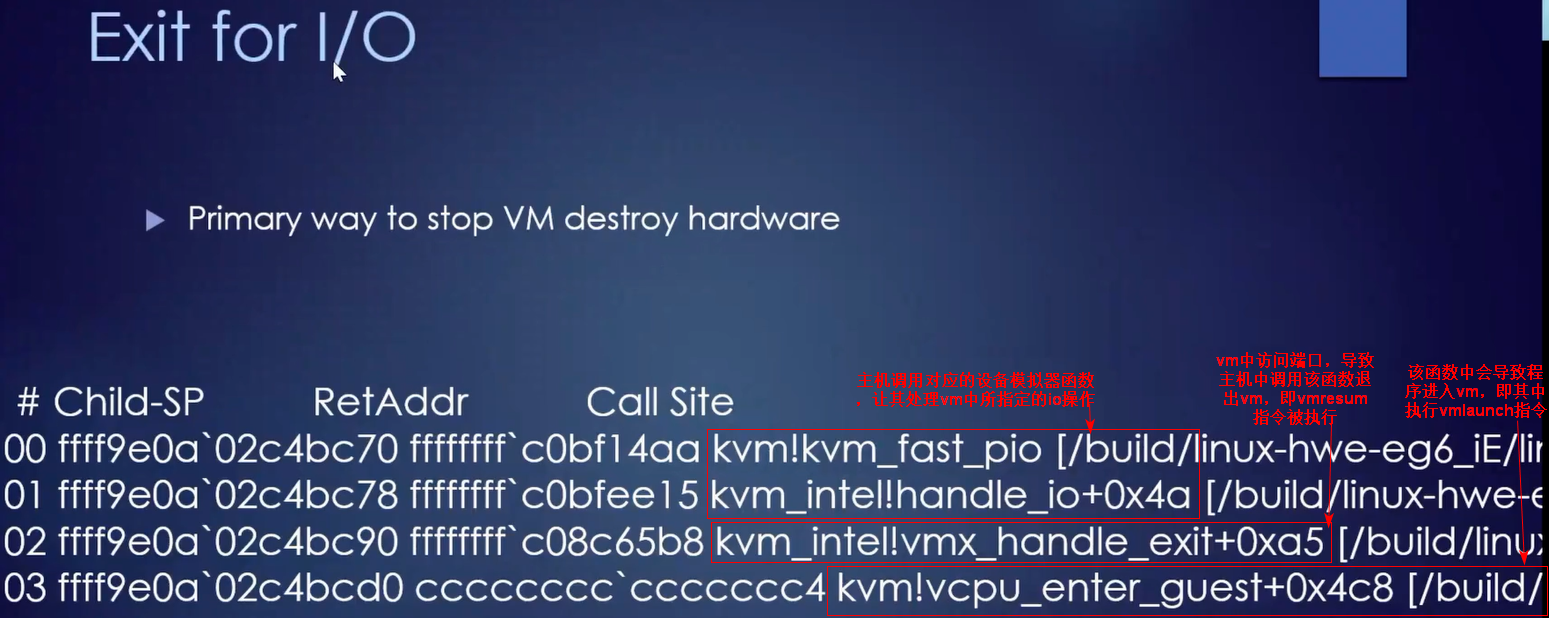 Exit for I/O
Primary way to stop VM destroy hardware
主机调用对应的设备模拟器函数
，让其处理vm中所指定的io操作
vm中访问端口，导致
主机中调用该函数退
出vm，即vmresum
指令被执行
该函数中会导致程
序进入vm，即其中
执行vmlaunch指令
# Child-SP RetAddr Call Site
00 ffff9e0a`02c4bc70 ffffffff`c0bf14aa kvm!kvm_fast_pio [/build/linux-hwe-eg6_iE/lin
01 ffff9e0a`02c4bc78 ffffffff`c0bfee15 kvm_intel!handle_io+0x4a [/build/linux-hwe-e
02 ffff9e0a`02c4bc90 ffffffff`c08c65b8 kvm_intel!vmx_handle_exit+0xa5 [/build/linux
03 ffff9e0a`02c4bcd0 cccccccc`ccccccc4 kvm!vcpu_enter_guest+0x4c8 [/build/